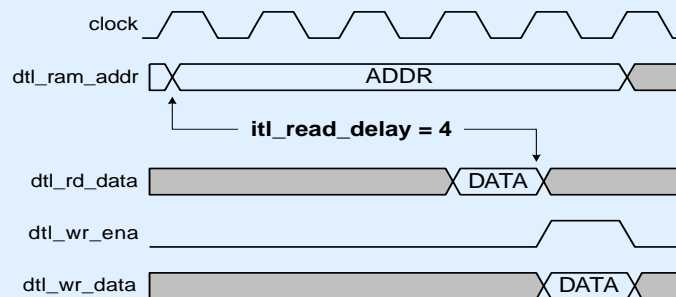 clock
dtl_ram_addr ADDR
itl_read_delay = 4
dtl_rd_data DATA
dtl_wr_ena
dtl_wr_data DATA